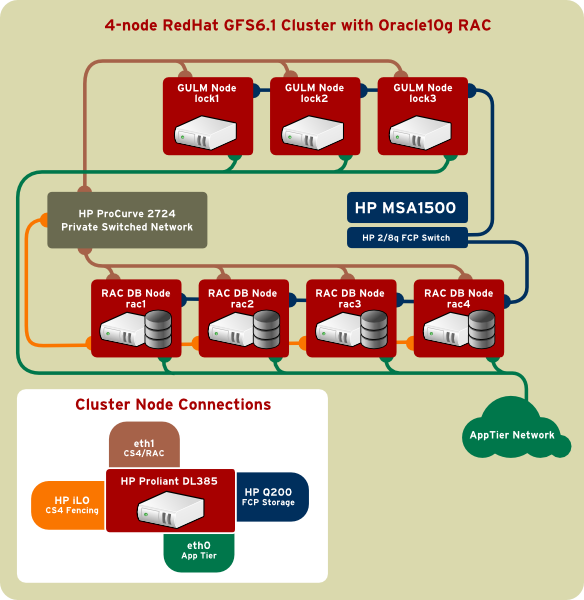 4-node RedHat GFS6.1 Cluster with Oracle10g RAC
GULM Node
lock1
GULM Node
lock2
GULM Node
lock3
HP ProCurve 2724
Private Switched Network
HP MSA1500
HP 2/8q FCP Switch
RAC DB Node
rac1
RAC DB Node
rac2
RAC DB Node
rac3
RAC DB Node
rac4
AppTier Network
Cluster Node Connections
eth1
CS4/RAC
HP Proliant DL385
HP iLO
CS4 Fencing
HP Q200
FCP Storage
eth0
App Tier